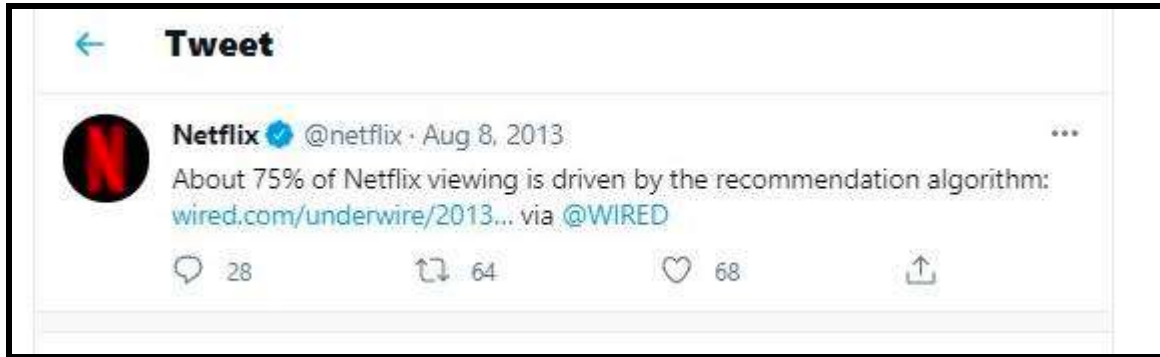 Tweet
Netflix @netflix · Aug 8, 2013
About 75% of Netflix viewing is driven by the recommendation algorithm:
wired.com/underwire/2013... via @WIRED
28 64 68